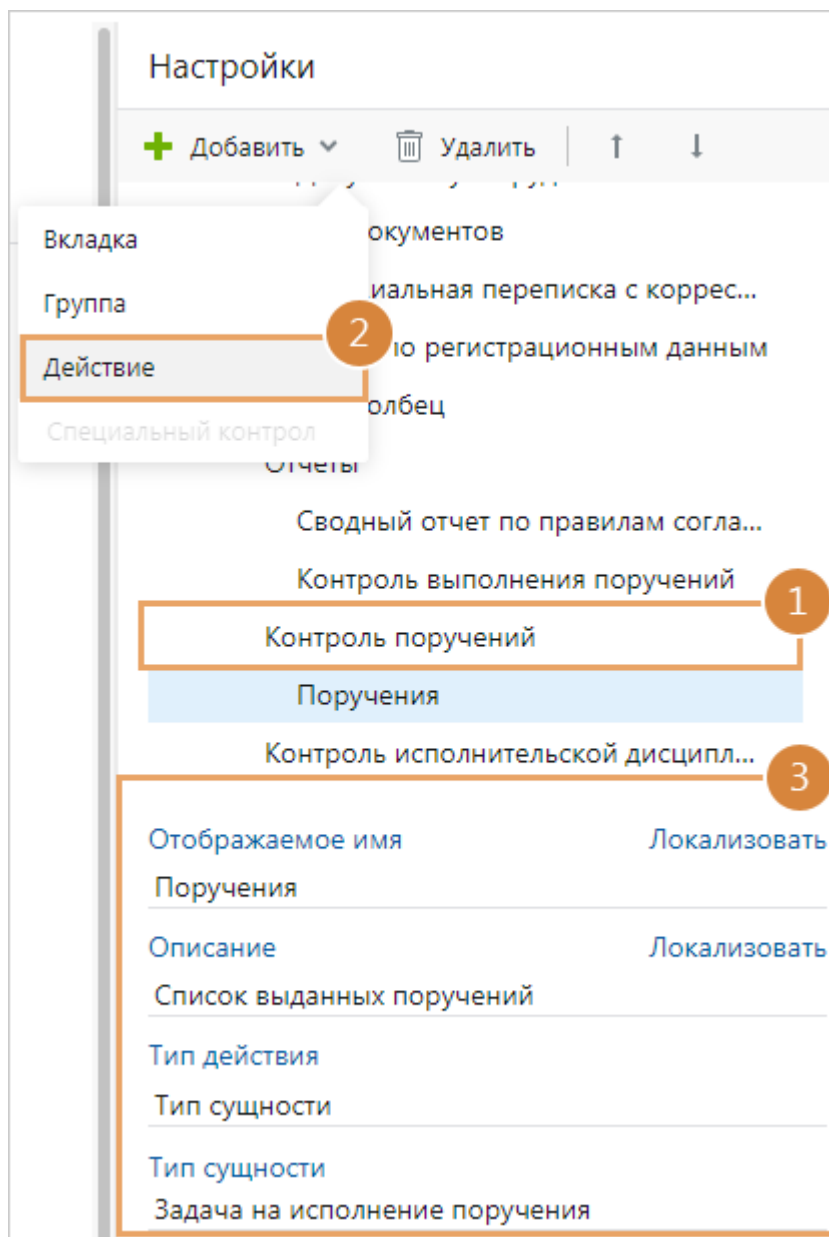 Настройки
Добавить Удалить
Вкладка
окументов
Группа
иальная переписка с коррес...
2
Действие
по регистрационным данным
олбец
Специальный контрол
Отчеты
Сводный отчет по правилам согла...
Контроль выполнения поручений
1
Контроль поручений
Поручения
Контроль исполнительской дисципл...
3
Отображаемое имя Локализовать
Поручения
Описание Локализовать
Список выданных поручений
Тип действия
Тип сущности
Тип сущности
Задача на исполнение поручения